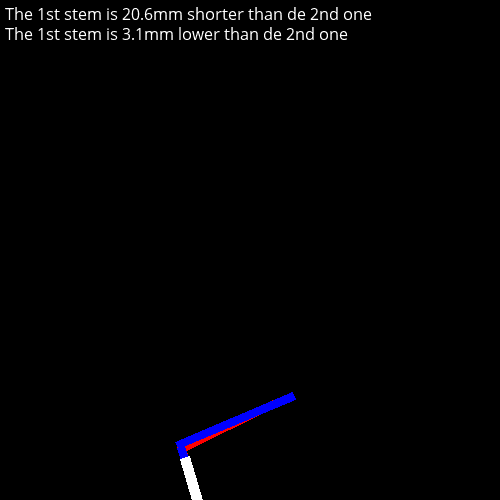 The 1st stem is 20.6mm shorter than de 2nd one
The 1st stem is 3.1mm lower than de 2nd one